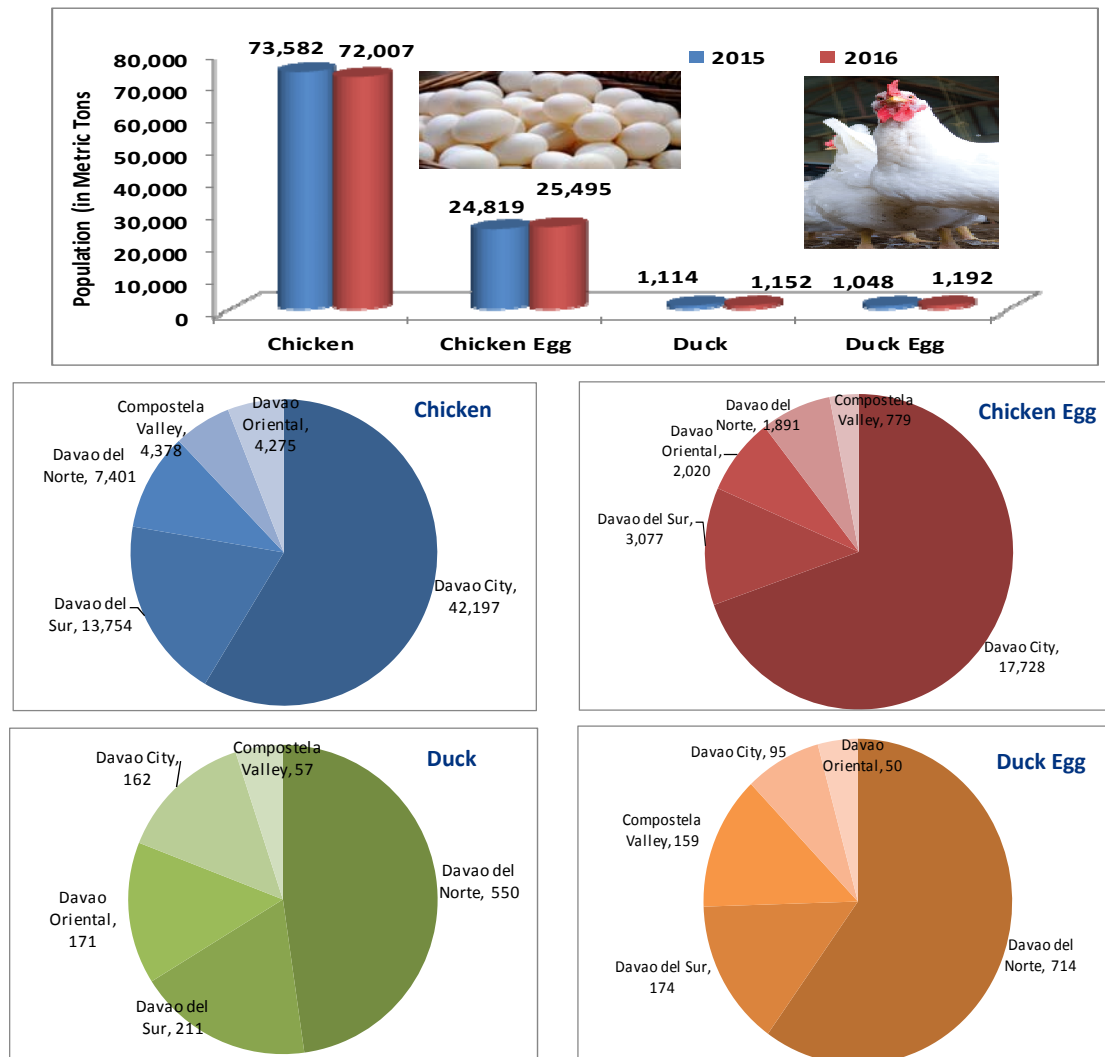 73,582
72,007
2015
2016
80,000
70,000
60,000
50,000
40,000
30,000
20,000
10,000
0
Population (in Metric Tons
24,819
25,495
1,114
1,152
1,048
1,192
Chicken
Chicken Egg
Duck
Duck Egg
Chicken
Compostela
Valley,
4,378
Davao
Oriental,
4,275
Davao del
Norte, 7,401
Davao del
Sur, 13,754
Davao City,
42,197
Chicken Egg
Davao del
Norte, 1,891
Compostela
Valley, 779
Davao
Oriental,
2,020
Davao del Sur,
3,077
Davao City,
17,728
Duck
Davao City,
162
Compostela
Valley, 57
Davao del
Norte, 550
Davao
Oriental,
171
Davao del
Sur, 211
Duck Egg
Davao City, 95
Davao
Oriental, 50
Compostela
Valley, 159
Davao del Sur,
174
Davao del
Norte, 714